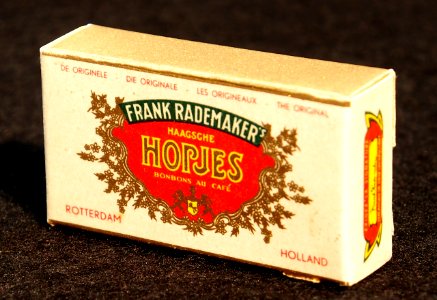 DE ORIGINELE DIE ORIGINALE LES ORIGINEAUX THE ORIGINAL
FRANK RADEMAKER'S
HAAGSCHE
HOPJES
BONBONS AU CAFÉ
ROTTERDAM
HOLLAND